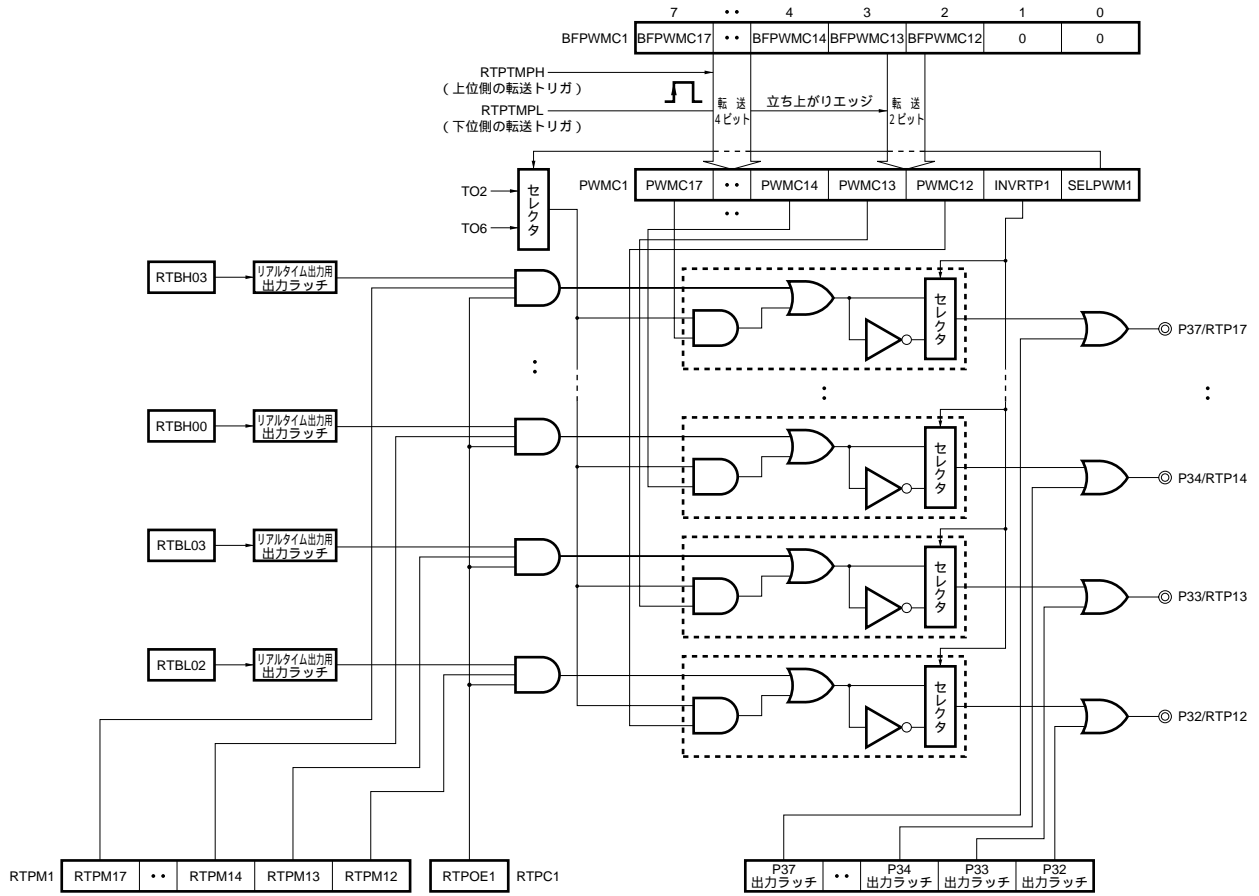 7 ・・ 4 3 2 1 0
BFPWMC1 BFPWMC17 ・・ BFPWMC14 BFPWMC13 BFPWMC12 0 0
RTPTMPH
（上位側の転送トリガ）
RTPTMPL
（下位側の転送トリガ）
転 送
4ビット
立ち上がりエッジ
転 送
2ビット
PWMC1 PWMC17 ・・ PWMC14 PWMC13 PWMC12 INVRTP1 SELPWM1
・・
TO2
TO6
セレクタ
RTBH03
リアルタイム出力用
出力ラッチ
セレクタ
P37/RTP17
：
：
：
RTBH00
リアルタイム出力用
出力ラッチ
セレクタ
P34/RTP14
RTBL03
リアルタイム出力用
出力ラッチ
セレクタ
P33/RTP13
RTBL02
リアルタイム出力用
出力ラッチ
セレクタ
P32/RTP12
RTPM1 RTPM17 ・・ RTPM14 RTPM13 RTPM12
RTPOE1 RTPC1
P37
出力ラッチ
・・
P34
出力ラッチ
P33
出力ラッチ
P32
出力ラッチ